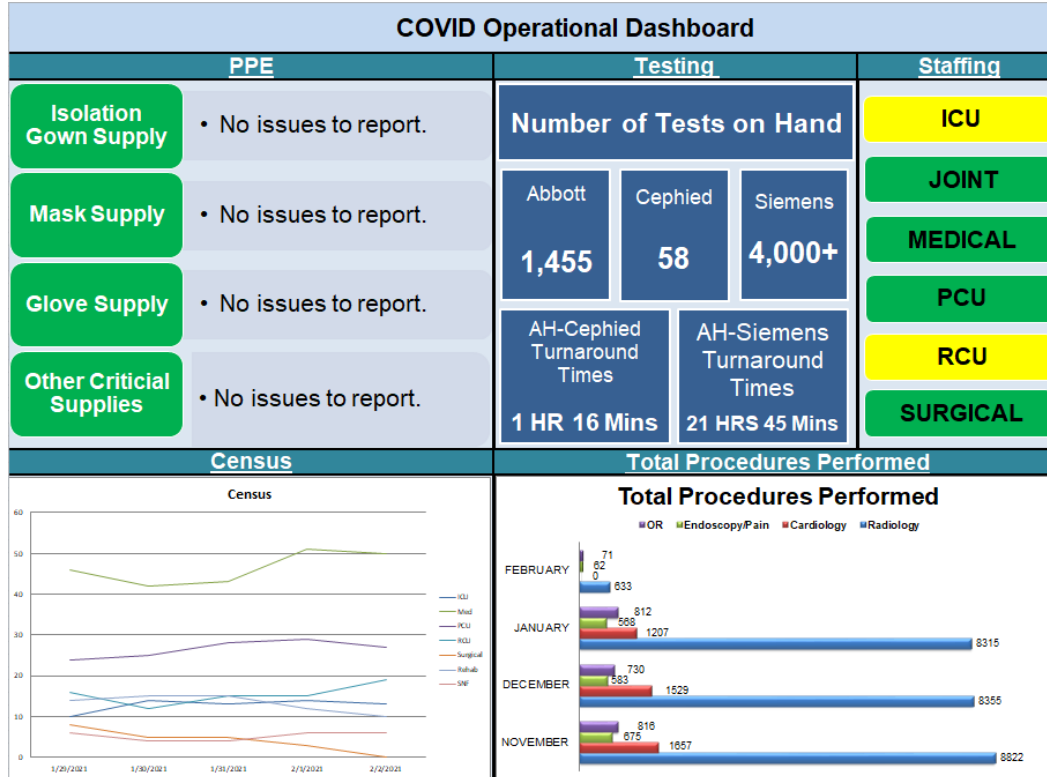 COVID Operational Dashboard
PPE
Isolation
Gown Supply
• No issues to report.
Mask Supply
• No issues to report.
Glove Supply
• No issues to report.
Other Criticial
Supplies
• No issues to report.
Testing
Number of Tests on Hand
Abbott
1,455
Cephied
58
Siemens
4,000+
AH-Cephied
Turnaround
Times
1 HR 16 Mins
AH-Siemens
Turnaround
Times
21 HRS 45 Mins
Staffing
ICU
JOINT
MEDICAL
PCU
RCU
SURGICAL
Census
Census
60
50
40
30
20
10
0
1/29/2021
1/30/2021
1/31/2021
2/1/2021
2/2/2021
ICU
Med
PCU
RCU
Surgical
Rehab
SNF
Total Procedures Performed
Total Procedures Performed
OR Endoscopy/Pain Cardiology Radiology
FEBRUARY
71
62
0
633
JANUARY
812
568
1207
8315
DECEMBER
730
583
1529
8355
NOVEMBER
816
675
1657
8822